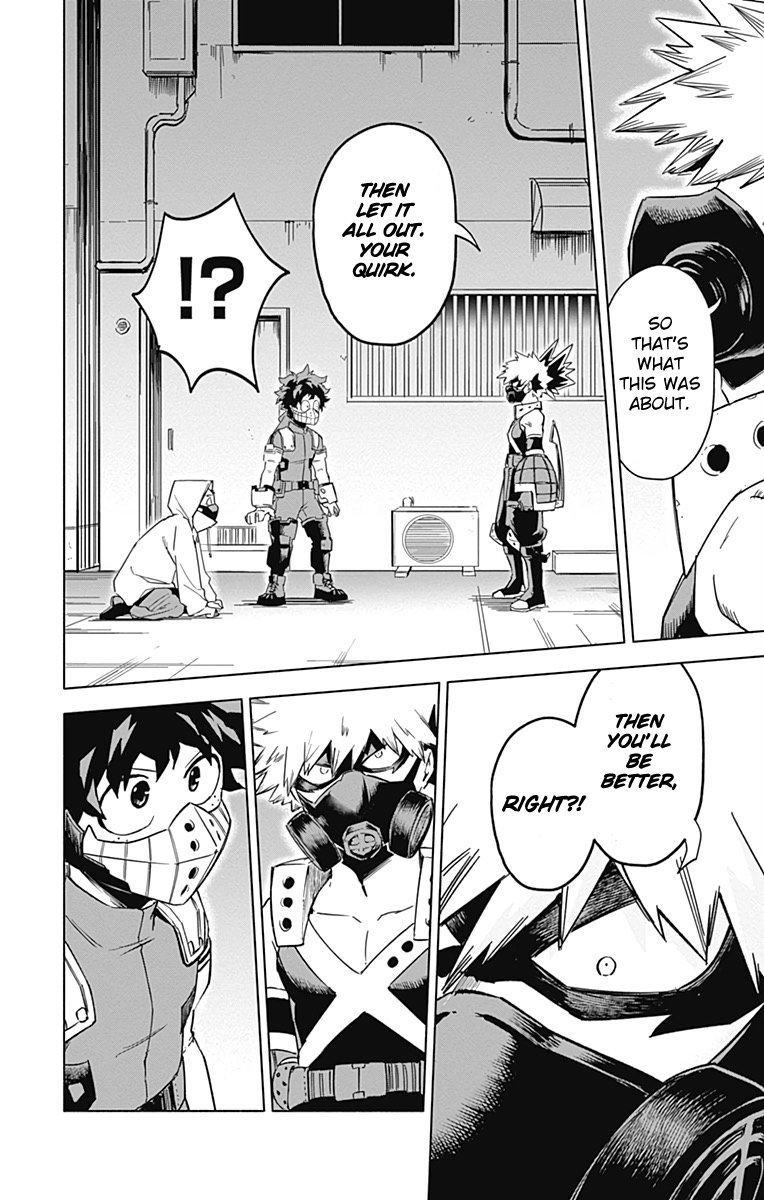 SO
THAT'S
WHAT
THIS WAS
ABOUT.
THEN
LET IT
ALL OUT.
YOUR
QUIRK.
!?
THEN
YOU'LL
BE
BETTER,
RIGHT?!